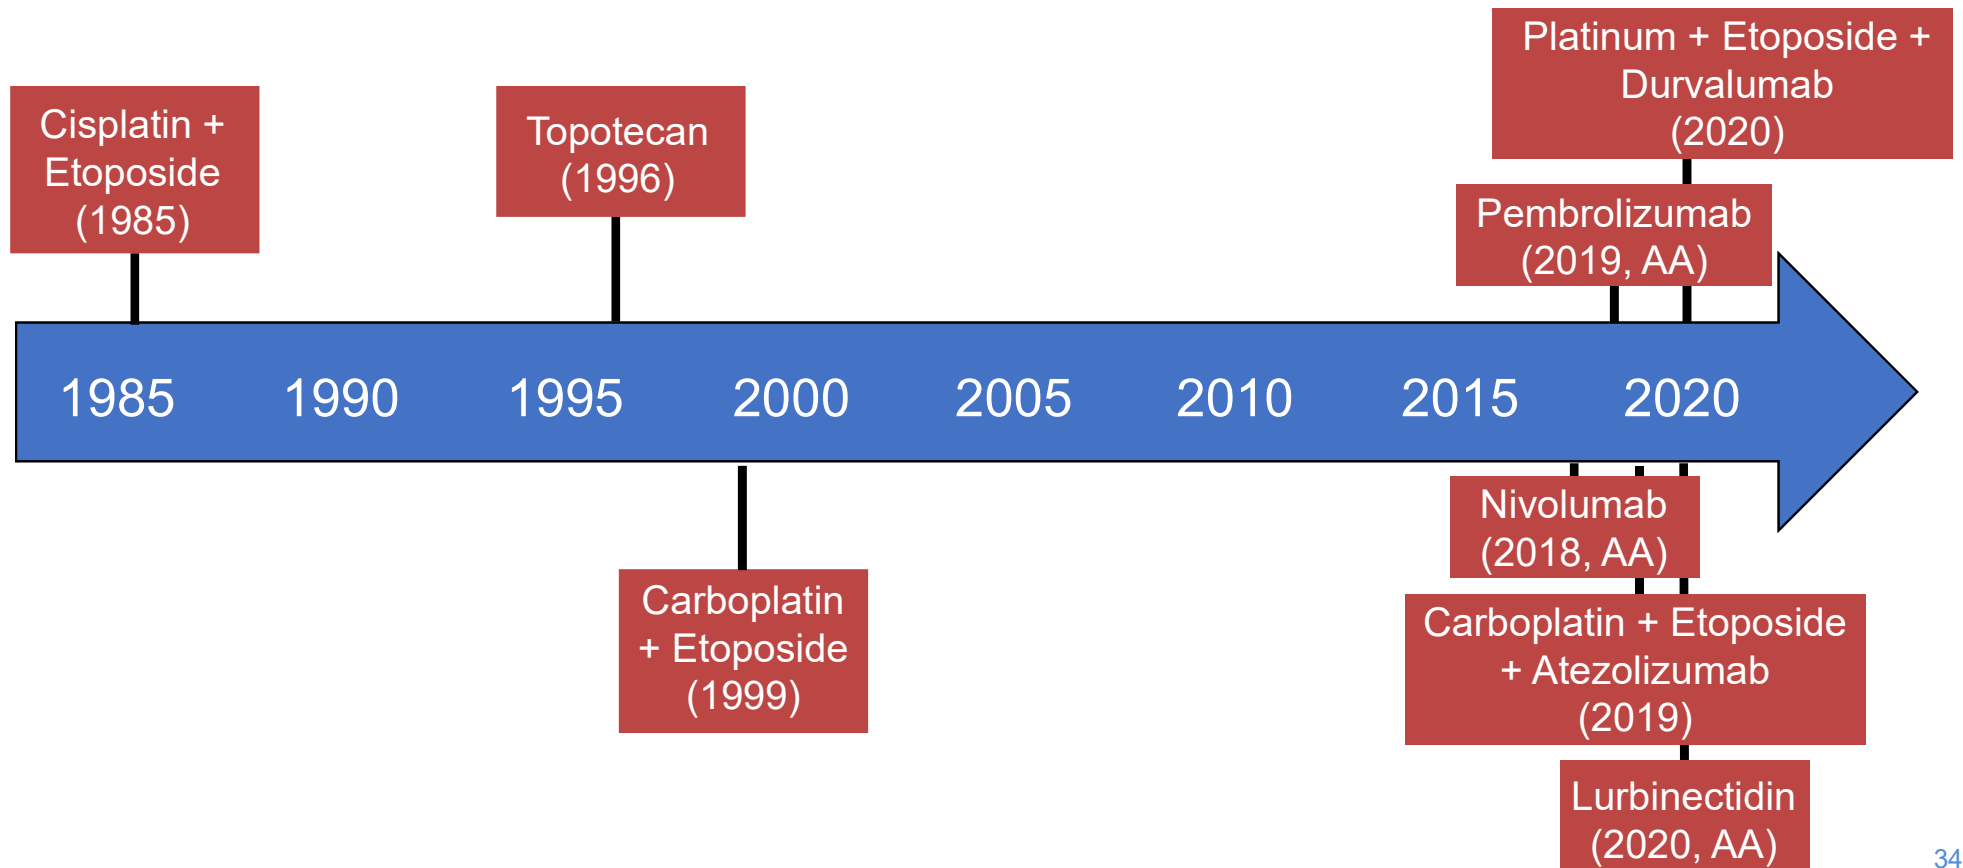 Platinum + Etoposide +
Durvalumab
(2020)
Cisplatin +
Etoposide
(1985)
Topotecan
(1996)
Pembrolizumab
(2019, AA)
1985 1990 1995 2000 2005 2010 2015 2020
Nivolumab
(2018, AA)
Carboplatin
+ Etoposide
(1999)
Carboplatin + Etoposide
+ Atezolizumab
(2019)
Lurbinectidin
(2020, AA)
34